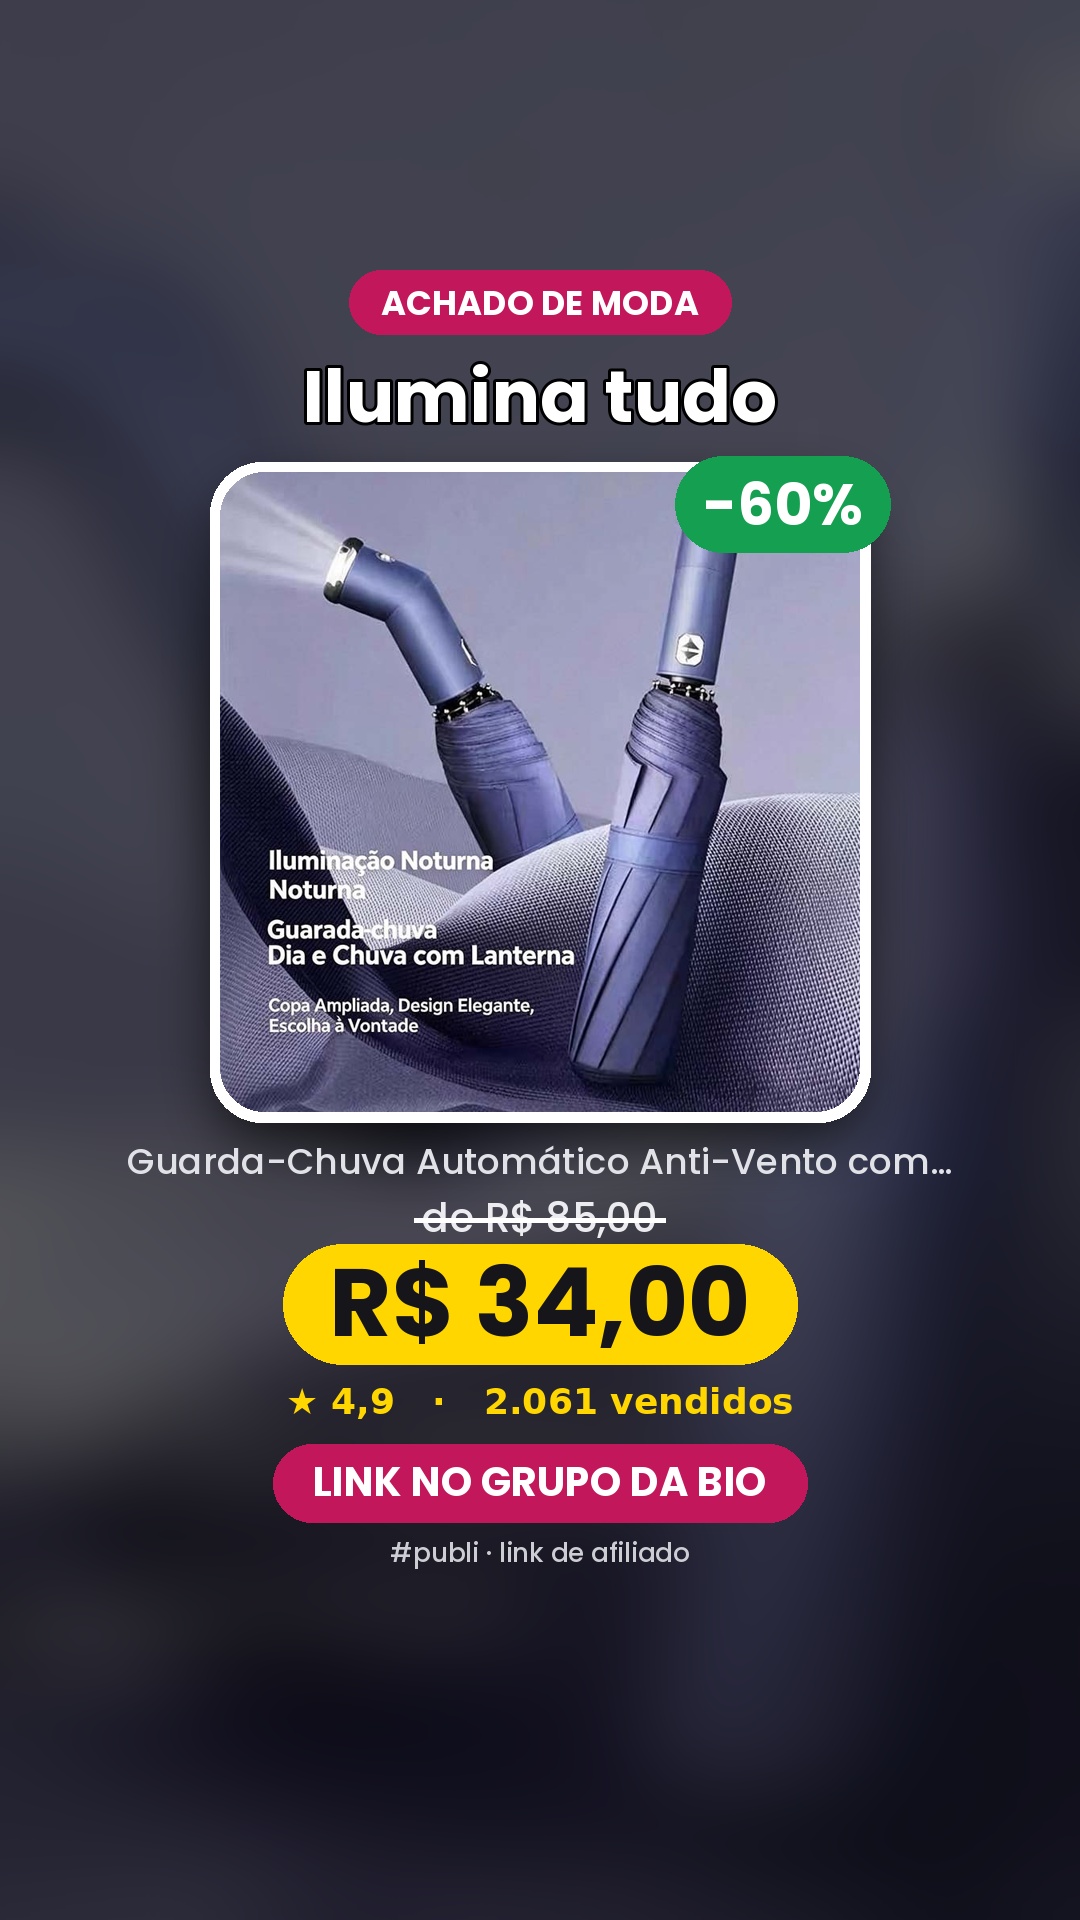 ACHADO DE MODA
Ilumina tudo
-60%
Iluminação Noturna
Noturna
Guarada-chuva
Dia e Chuva com Lanterna
Copa Ampliada, Design Elegante,
Escolha à Vontade
Guarda-Chuva Automático Anti-Vento com...
de R$ 85,00
R$ 34,00
★ 4,9 · 2.061 vendidos
LINK NO GRUPO DA BIO
#publi · link de afiliado